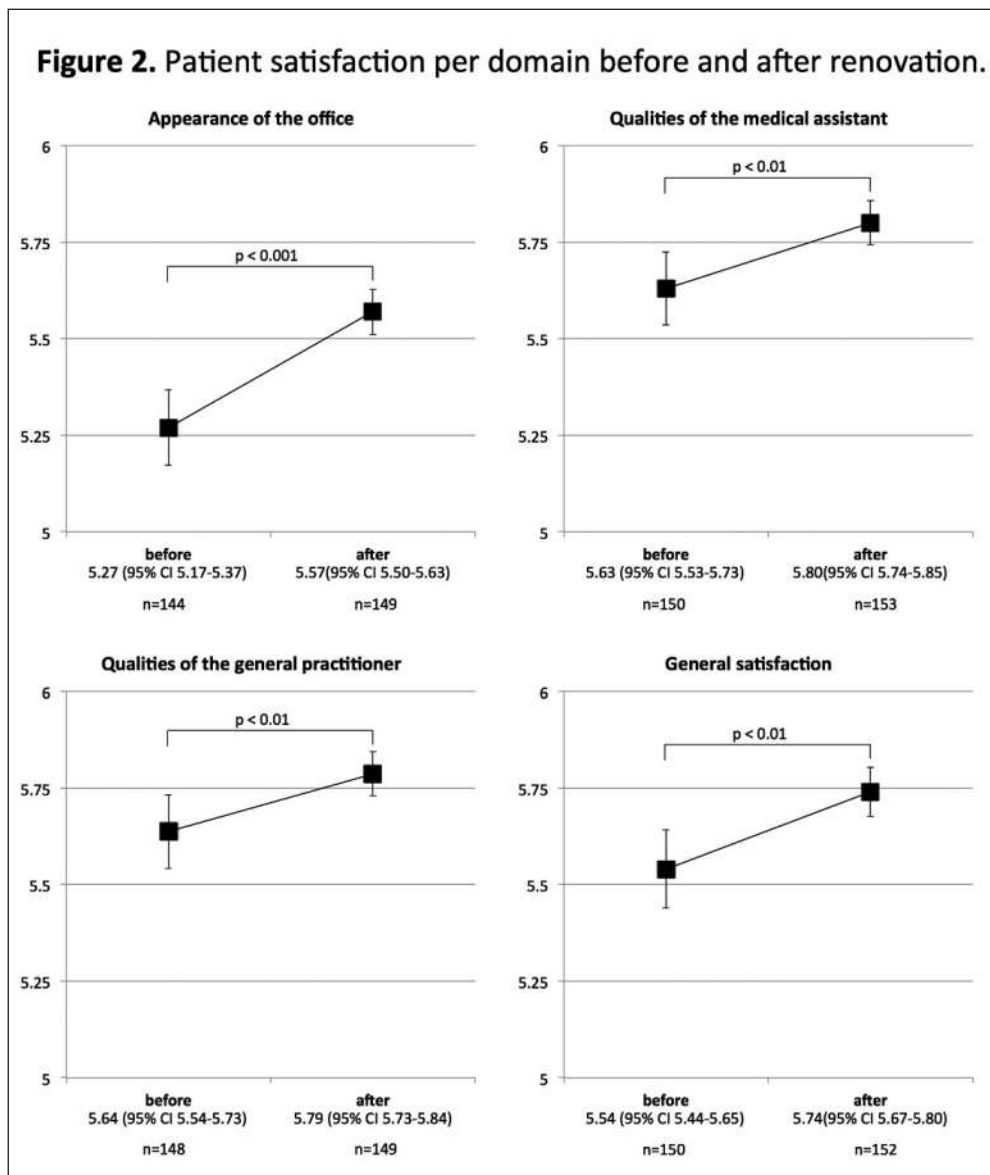 Figure 2. Patient satisfaction per domain before and after renovation.
Appearance of the office
6
5.75
5.5
5.25
5
p < 0.001
before
5.27 (95% CI 5.17-5.37)
n=144
after
5.57(95% CI 5.50-5.63)
n=149
Qualities of the medical assistant
6
5.75
5.5
5.25
5
p < 0.01
before
5.63 (95% CI 5.53-5.73)
n=150
after
5.80(95% CI 5.74-5.85)
n=153
Qualities of the general practitioner
6
5.75
5.5
5.25
5
p < 0.01
before
5.64 (95% CI 5.54-5.73)
n=148
after
5.79 (95% CI 5.73-5.84)
n=149
General satisfaction
6
5.75
5.5
5.25
5
p < 0.01
before
5.54 (95% CI 5.44-5.65)
n=150
after
5.74(95% CI 5.67-5.80)
n=152